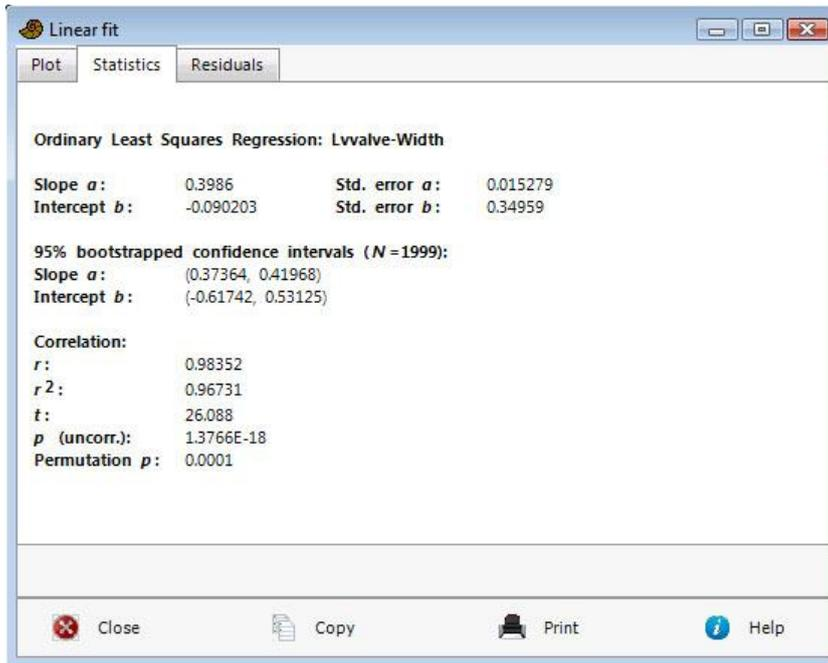 Linear fit
Plot Statistics Residuals
Ordinary Least Squares Regression: Lvvalve-Width
Slope a: 0.3986 Std. error a: 0.015279
Intercept b: -0.090203 Std. error b: 0.34959
95% bootstrapped confidence intervals (N=1999):
Slope a: (0.37364, 0.41968)
Intercept b: (-0.61742, 0.53125)
Correlation:
r: 0.98352
r2: 0.96731
t: 26.088
p (uncorr.): 1.3766E-18
Permutation p: 0.0001
Close Copy Print Help